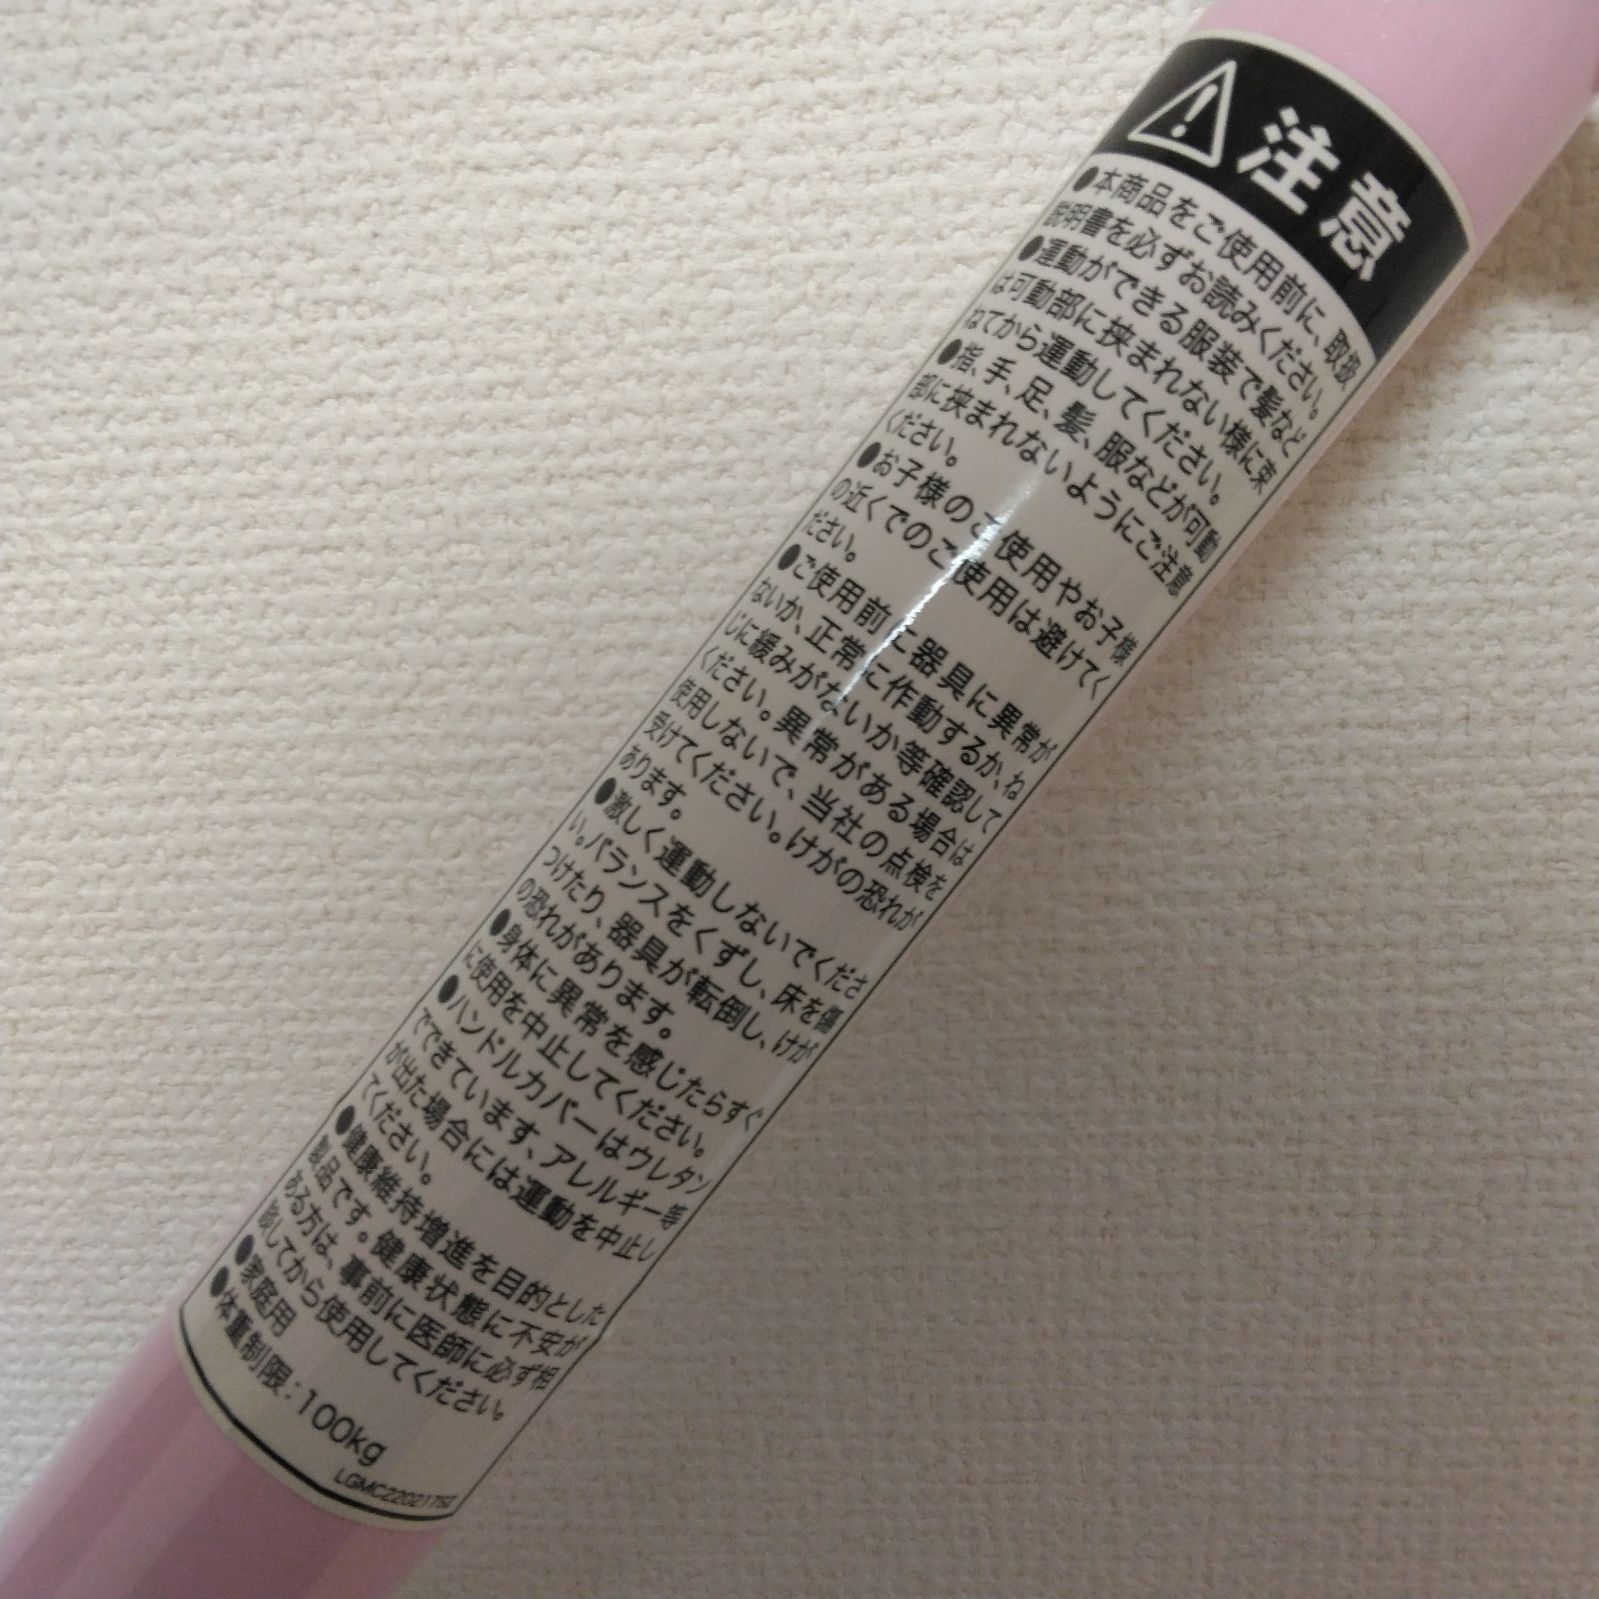 注意
●本商品をご使用前に、取扱
説明書を必ずお読みください。
●運動ができる服装で髪など
は可動部に挟まれない様に束
ねてから運動してください。
●指、手、足、髪、服などが可動
部に挟まれないようにご注意
ください。
●お子様のご使用やお子様
の近くでのご使用は避けてく
ださい。
●ご使用前に器具に異常が
ないか、正常に作動するか、ね
じに緩みがないか等確認して
ください。異常がある場合は
使用しないで、当社の点検を
受けてください。けがの恐れが
あります。
●激しく運動しないでくださ
い。バランスをくずし、床を傷
つけたり、器具が転倒し、けが
の恐れがあります。
●身体に異常を感じたらすぐ
に使用を中止してください。
●ハンドルカバーはウレタン
でできています、アレルギー等
が出た場合には運動を中止し
てください。
●健康維持増進を目的とした
製品です。健康状態に不安が
ある方は、事前に医師に必ず相
談してから使用してください。
●家庭用
●体重制限：100kg
LGMC220217SZ